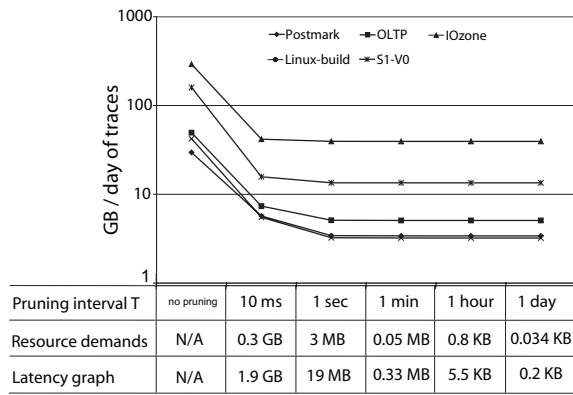 1000
Postmark OLTP IOzone
Linux-build S1-V0
100
10
1
GB / day of traces
Pruning interval T no pruning 10 ms 1 sec 1 min 1 hour 1 day
Resource demands N/A 0.3 GB 3 MB 0.05 MB 0.8 KB 0.034 KB
Latency graph N/A 1.9 GB 19 MB 0.33 MB 5.5 KB 0.2 KB